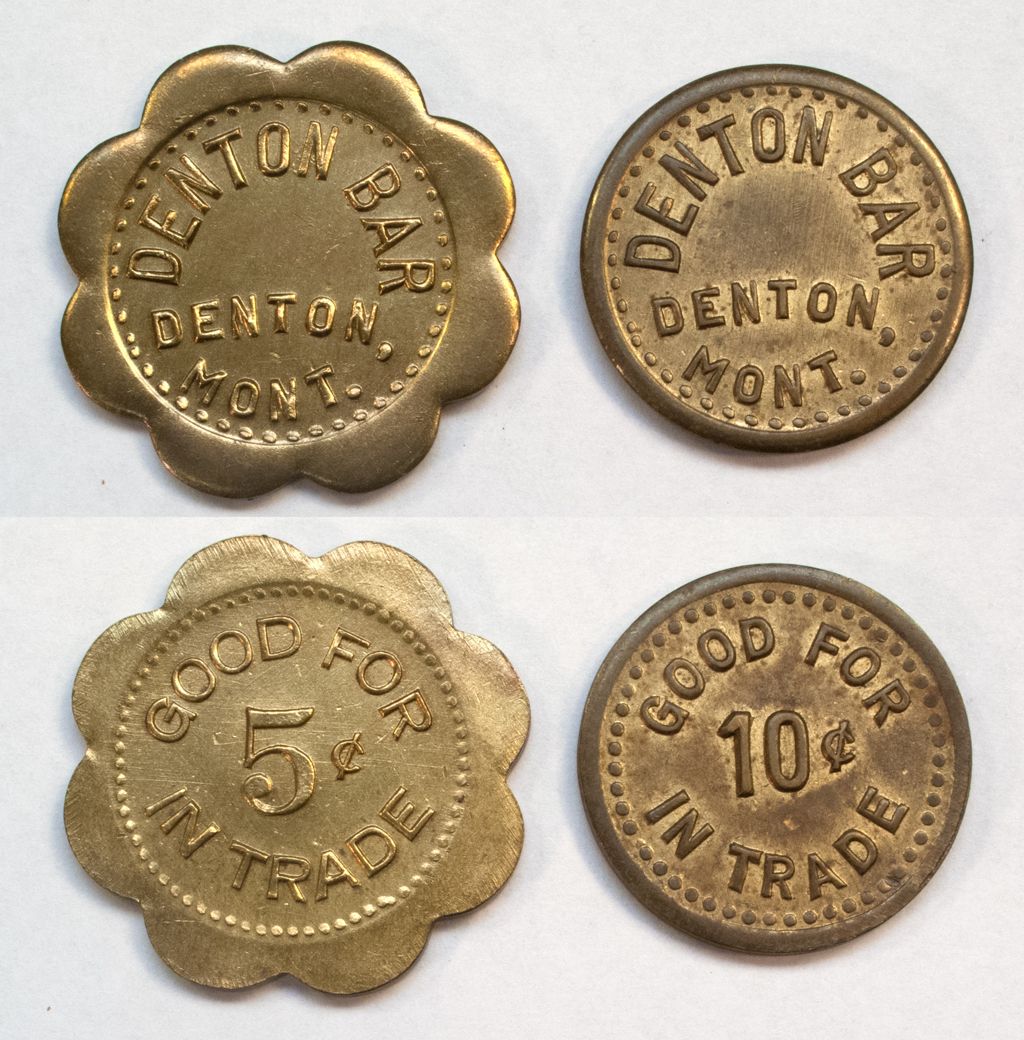 DENTON BAR
DENTON,
MONT.
DENTON BAR
DENTON,
MONT.
GOOD FOR
5¢
IN TRADE
GOOD FOR
10¢
IN TRADE